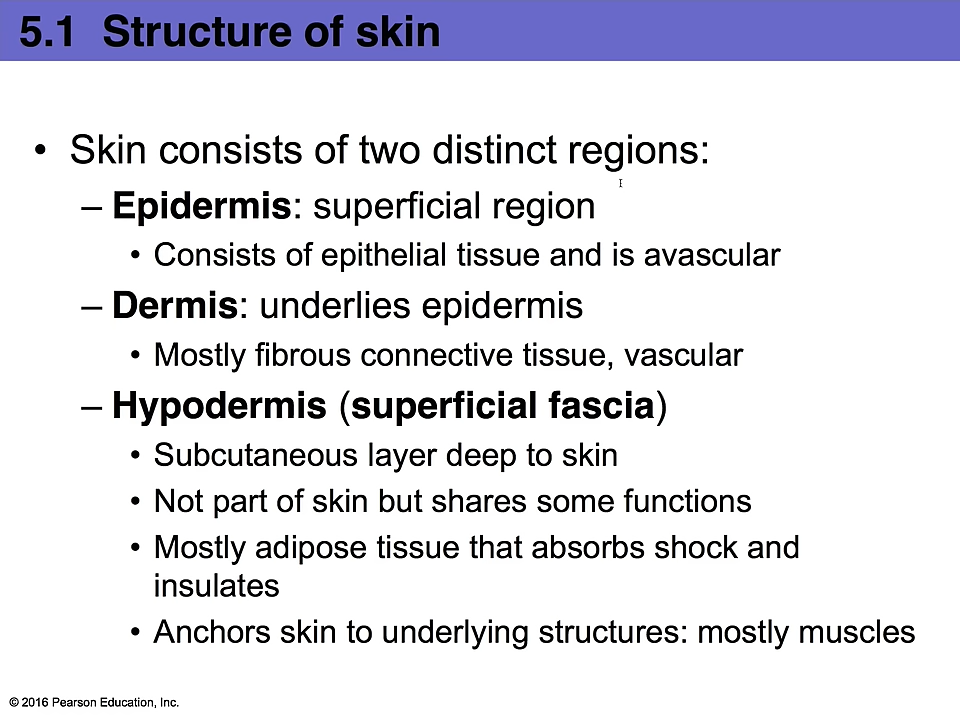 5.1 Structure of skin
• Skin consists of two distinct regions:
– Epidermis: superficial region
• Consists of epithelial tissue and is avascular
– Dermis: underlies epidermis
• Mostly fibrous connective tissue, vascular
– Hypodermis (superficial fascia)
• Subcutaneous layer deep to skin
• Not part of skin but shares some functions
• Mostly adipose tissue that absorbs shock and
insulates
• Anchors skin to underlying structures: mostly muscles
© 2016 Pearson Education, Inc.